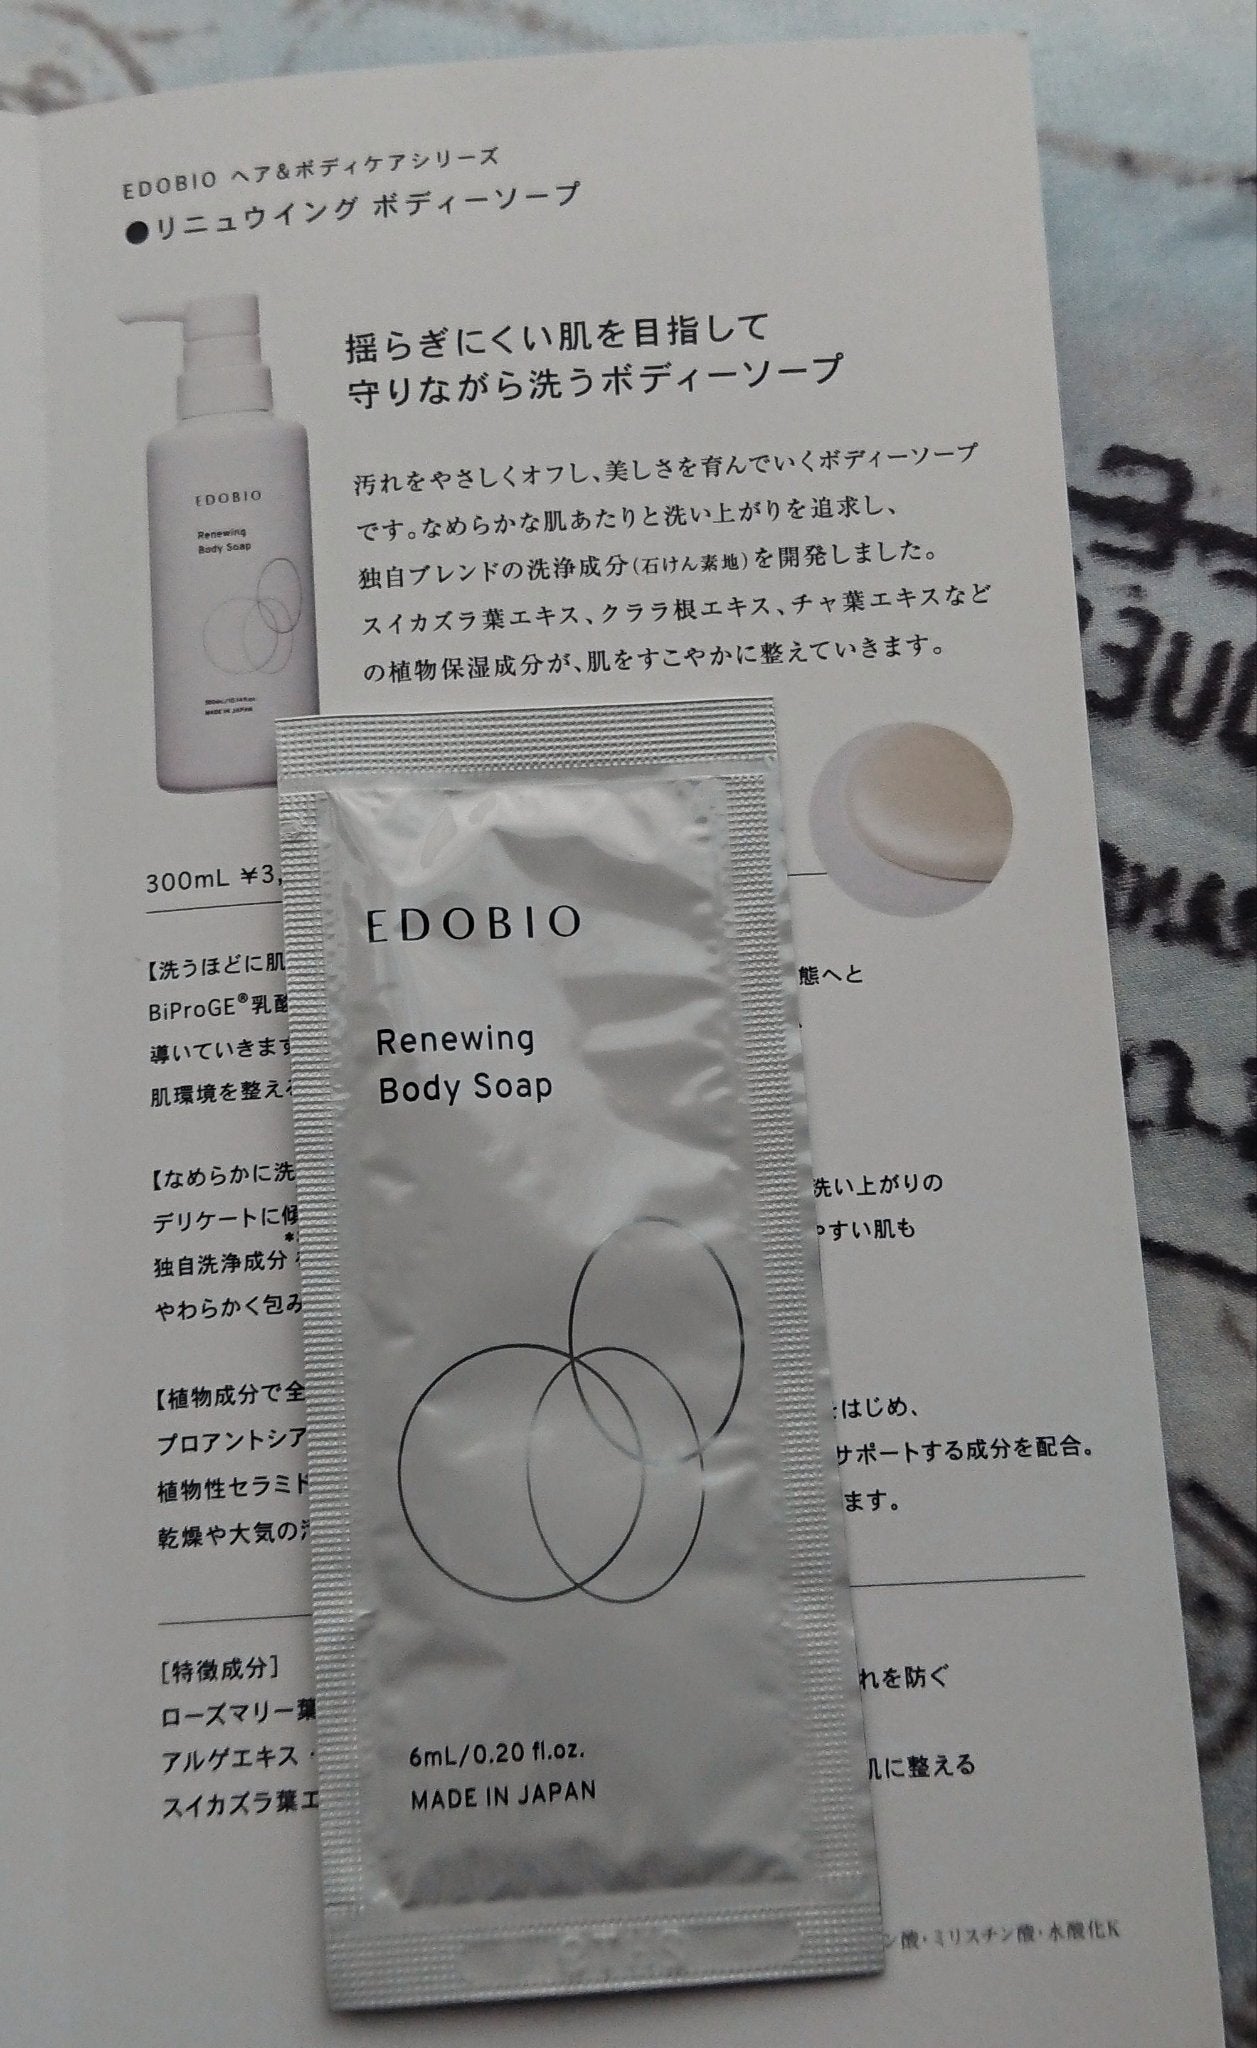 EDOBIO ヘア&ボディケアシリーズ
●リニュウイング ボディーソープ
揺らぎにくい肌を目指して
守りながら洗うボディーソープ
汚れをやさしくオフし、美しさを育んでいくボディーソープ
です。なめらかな肌あたりと洗い上がりを追求し、
独自ブレンドの洗浄成分(石けん素地)を開発しました。
スイカズラ葉エキス、クララ根エキス、チャ葉エキスなど
の植物保湿成分が、肌をすこやかに整えていきます。
EDOBIO
Renewing
Body Soap
MADE IN JAPAN
300mL ¥3,
【洗うほどに肌
態へと
BiProGE®乳酸
導いていきます
肌環境を整える
【なめらかに洗
洗い上がりの
デリケートに傾
やすい肌も
独自洗浄成分
やわらかく包み
【植物成分で全
をはじめ、
プロアントシア
サポートする成分を配合。
植物性セラミド
ます。
乾燥や大気の汚
[特徴成分]
れを防ぐ
ローズマリー葉
アルゲエキス・
肌に整える
スイカズラ葉エ
ン酸・ミリスチン酸・水酸化K
EDOBIO
Renewing
Body Soap
6mL/0.20 fl.oz.
MADE IN JAPAN